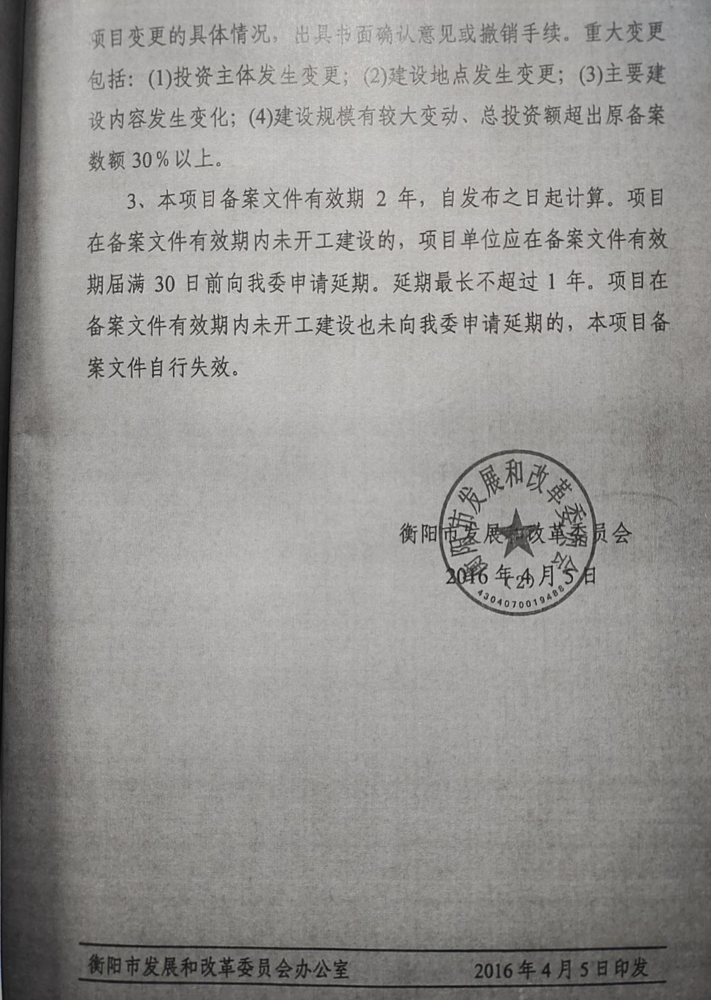 项目变更的具体情况，出具书面确认意见或撤销手续。重大变更
包括：(1)投资主体发生变更；(2)建设地点发生变更；(3)主要建
设内容发生变化；(4)建设规模有较大变动、总投资额超出原备案
数额30%以上。
3、本项目备案文件有效期 2 年，自发布之日起计算。项目
在备案文件有效期内未开工建设的，项目单位应在备案文件有效
期届满 30 日前向我委申请延期。延期最长不超过 1 年。项目在
备案文件有效期内未开工建设也未向我委申请延期的，本项目备
案文件自行失效。
衡阳市发展和改革委员会
2016 年 4 月 5 日
衡阳市发展和改革委员会
(2)
4304070019488
衡阳市发展和改革委员会办公室 2016 年 4 月 5 日印发